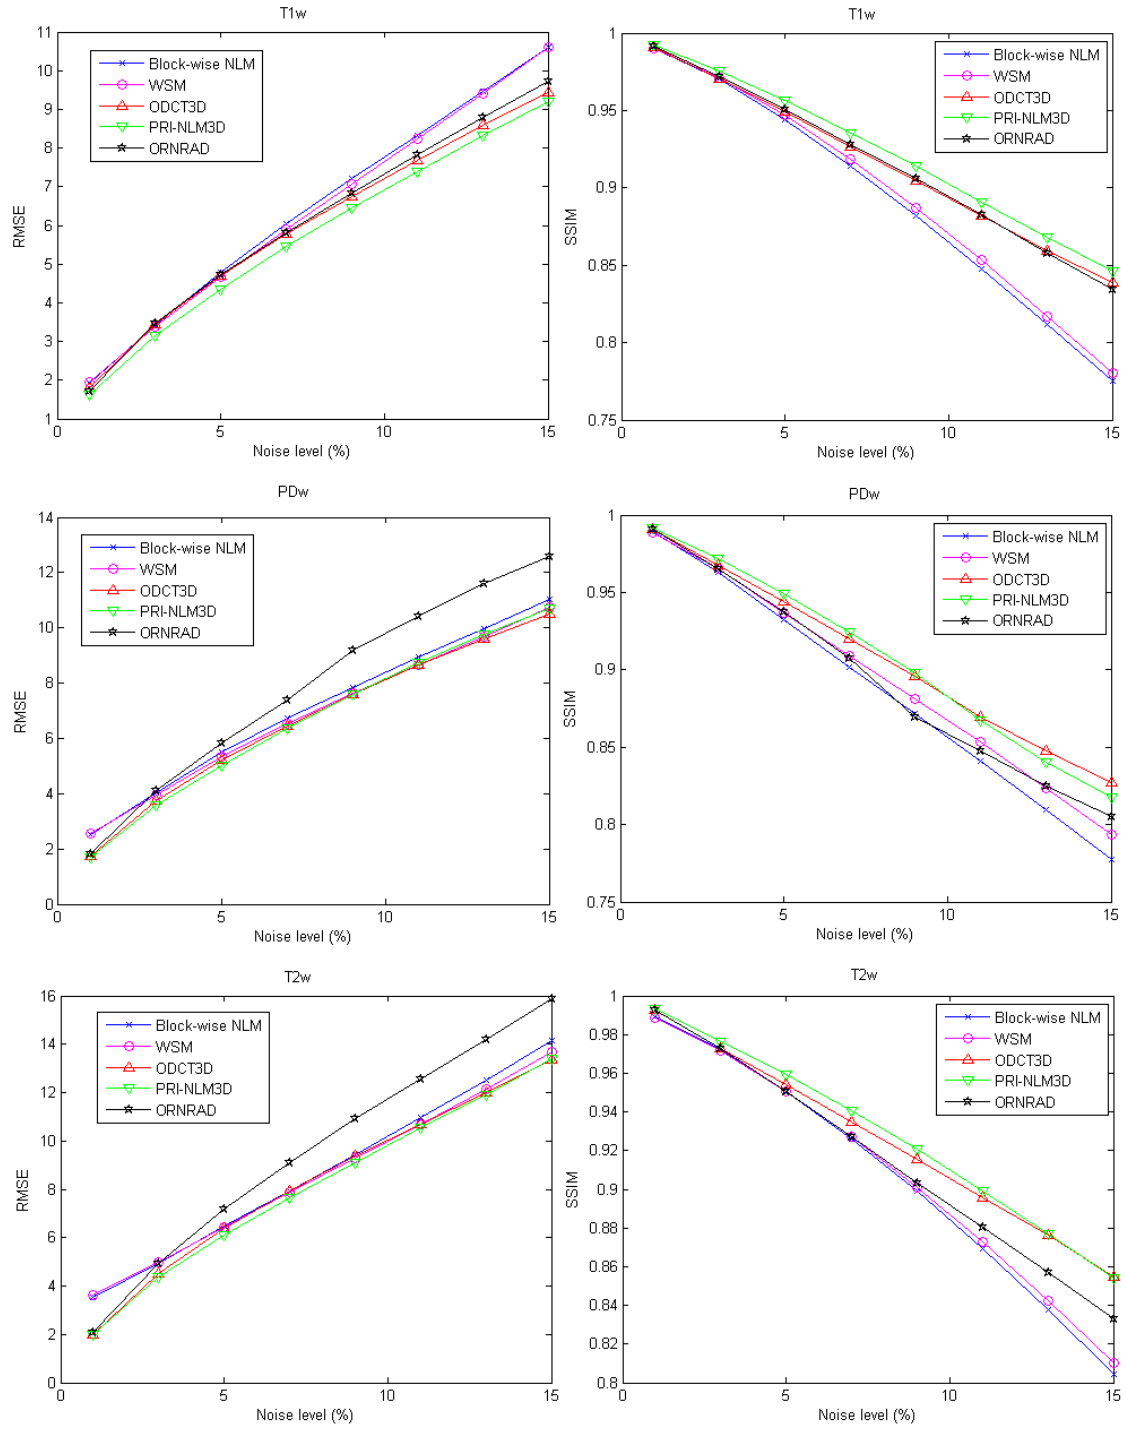 T1w
11
10
9
8
7
6
5
4
3
2
1
0 5 10 15
RMSE
Noise level (%)
Block-wise NLM
WSM
ODCT3D
PRI-NLM3D
ORNRAD
T1w
1
0.95
0.9
0.85
0.8
0.75
0 5 10 15
SSIM
Noise level (%)
Block-wise NLM
WSM
ODCT3D
PRI-NLM3D
ORNRAD
PDw
14
12
10
8
6
4
2
0
0 5 10 15
RMSE
Noise level (%)
Block-wise NLM
WSM
ODCT3D
PRI-NLM3D
ORNRAD
PDw
1
0.95
0.9
0.85
0.8
0.75
0 5 10 15
SSIM
Noise level (%)
Block-wise NLM
WSM
ODCT3D
PRI-NLM3D
ORNRAD
T2w
16
14
12
10
8
6
4
2
0
0 5 10 15
RMSE
Noise level (%)
Block-wise NLM
WSM
ODCT3D
PRI-NLM3D
ORNRAD
T2w
1
0.98
0.96
0.94
0.92
0.9
0.88
0.86
0.84
0.82
0.8
0 5 10 15
SSIM
Noise level (%)
Block-wise NLM
WSM
ODCT3D
PRI-NLM3D
ORNRAD